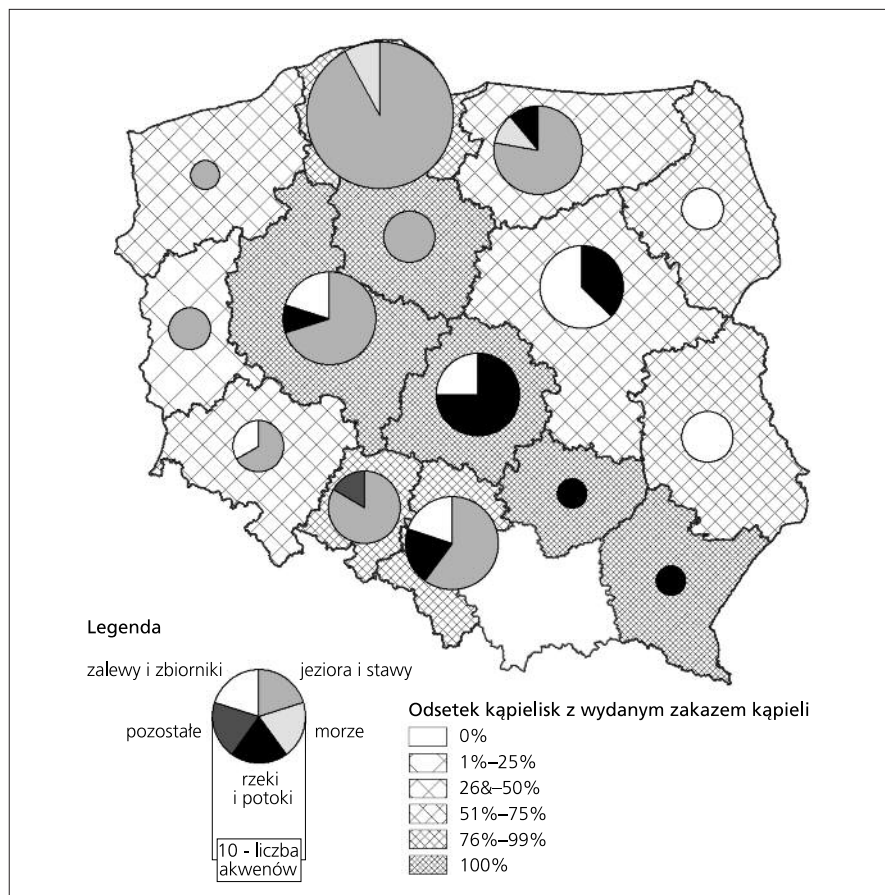 Legenda
zalewy i zbiorniki
jeziora i stawy
pozostałe
morze
rzeki
i potoki
10 - liczba
akwenów
Odsetek kąpielisk z wydanym zakazem kąpieli
0%
1%–25%
26&–50%
51%–75%
76%–99%
100%